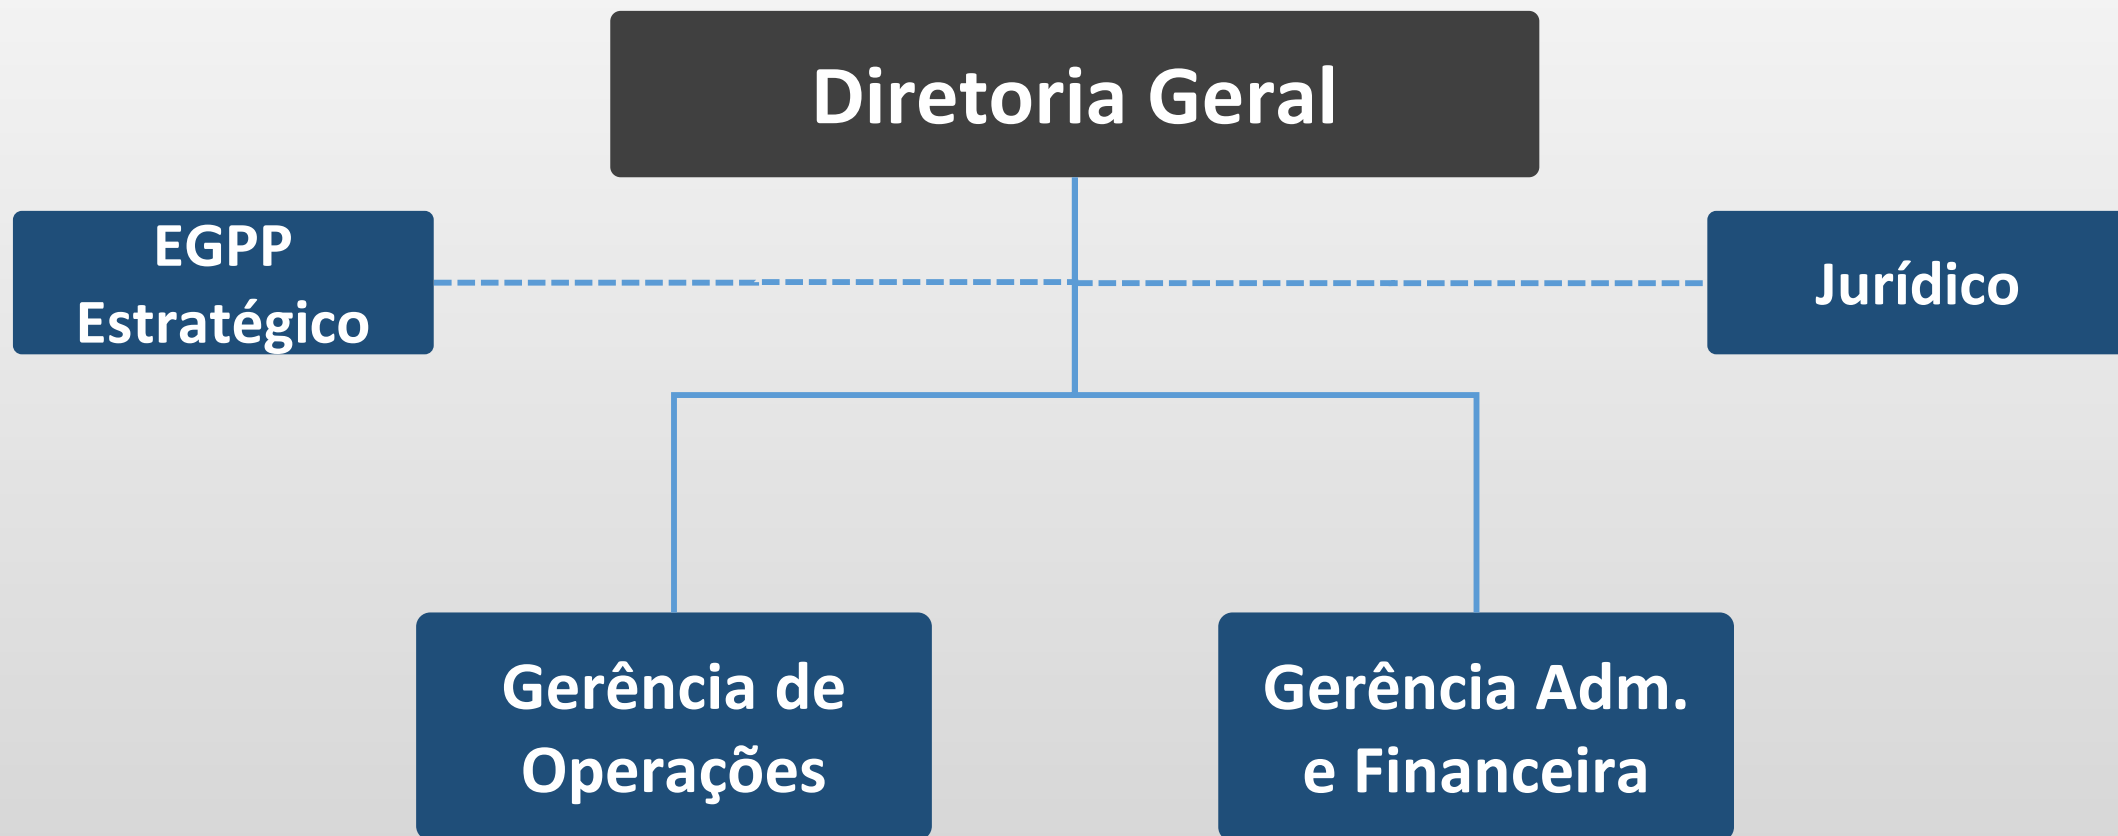 Diretoria Geral
EGPP
Estratégico
Jurídico
Gerência de
Operações
Gerência Adm.
e Financeira